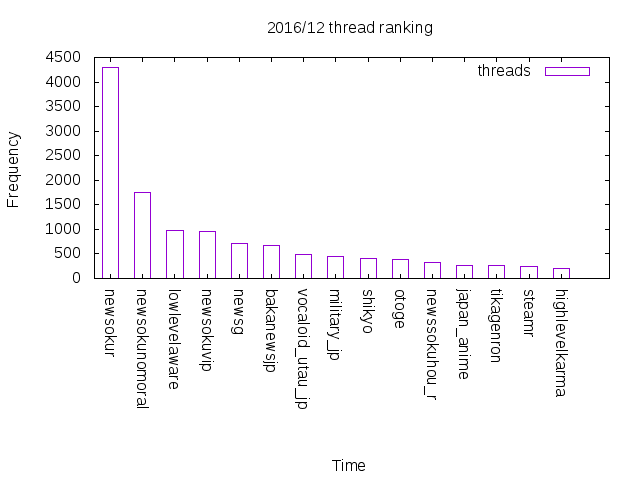 2016/12 thread ranking
threads
Frequency
4500
4000
3500
3000
2500
2000
1500
1000
500
0
newsokur
newsokunomoral
lowlevelaware
newsokuvip
newsg
bakanewsjp
vocaloid_utau_jp
military_jp
shikyo
otoge
newssokuhou_r
japan_anime
tikagenron
steamr
highlevelkarma
Time